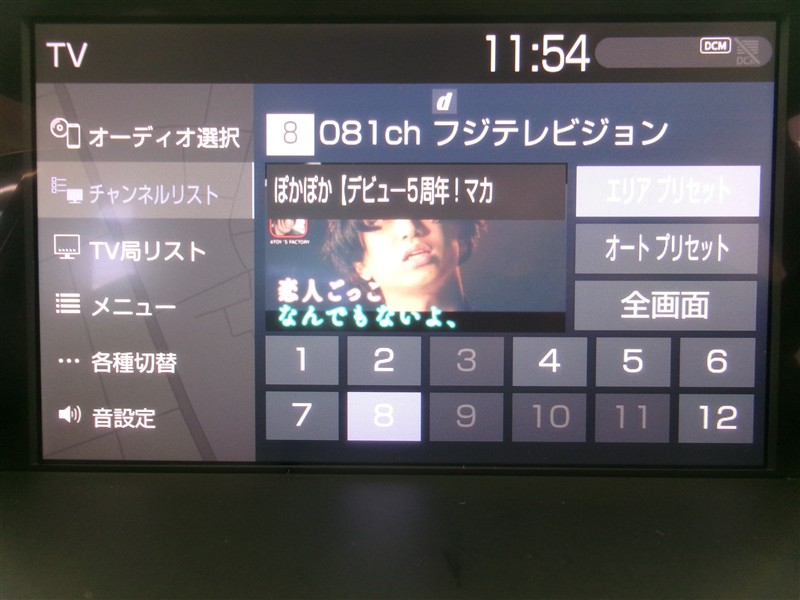 TV
11:54
DCM
DCM
オーディオ選択
チャンネルリスト
TV局リスト
メニュー
各種切替
音設定
d
8 081ch フジテレビジョン
ぽかぽか【デビュー5周年!マカ
TOY'S FACTORY
恋人ごっこ
なんでもないよ、
エリア プリセット
オート プリセット
全画面
1 2 3 4 5 6
7 8 9 10 11 12